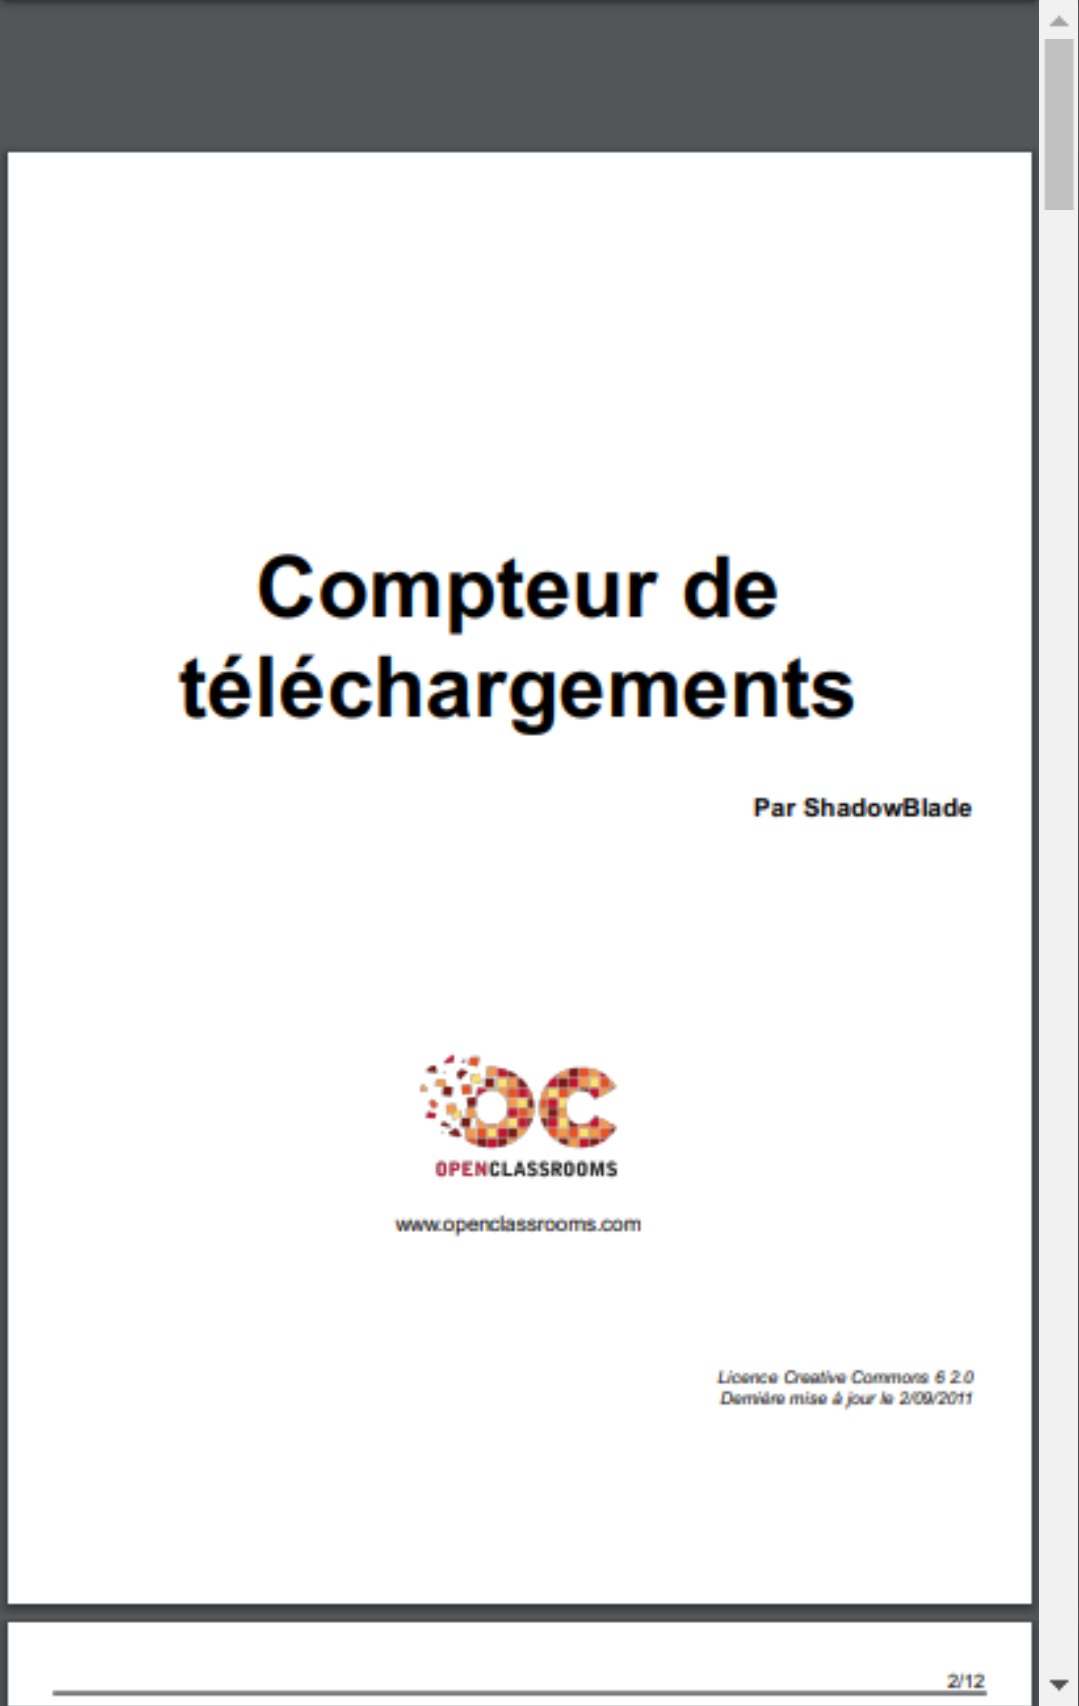 Compteur de
téléchargements
Par ShadowBlade
OPENCLASSROOMS
www.openclassrooms.com
Licence Creative Commons 6 2.0
Dernière mise à jour le 2/09/2011
2/12